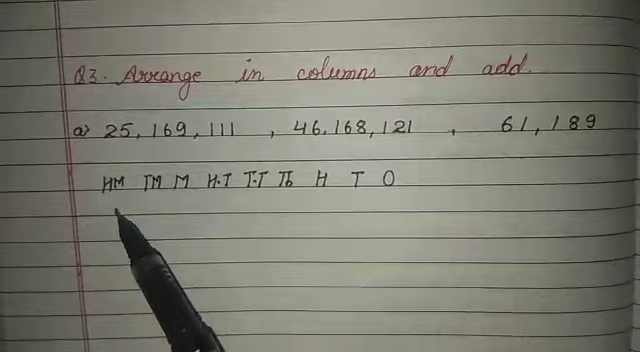 Q3. Arrange in columns and add.
a) 25,169,111 , 46,168,121 , 61,189
HM TM M H.T T.T Th H T O